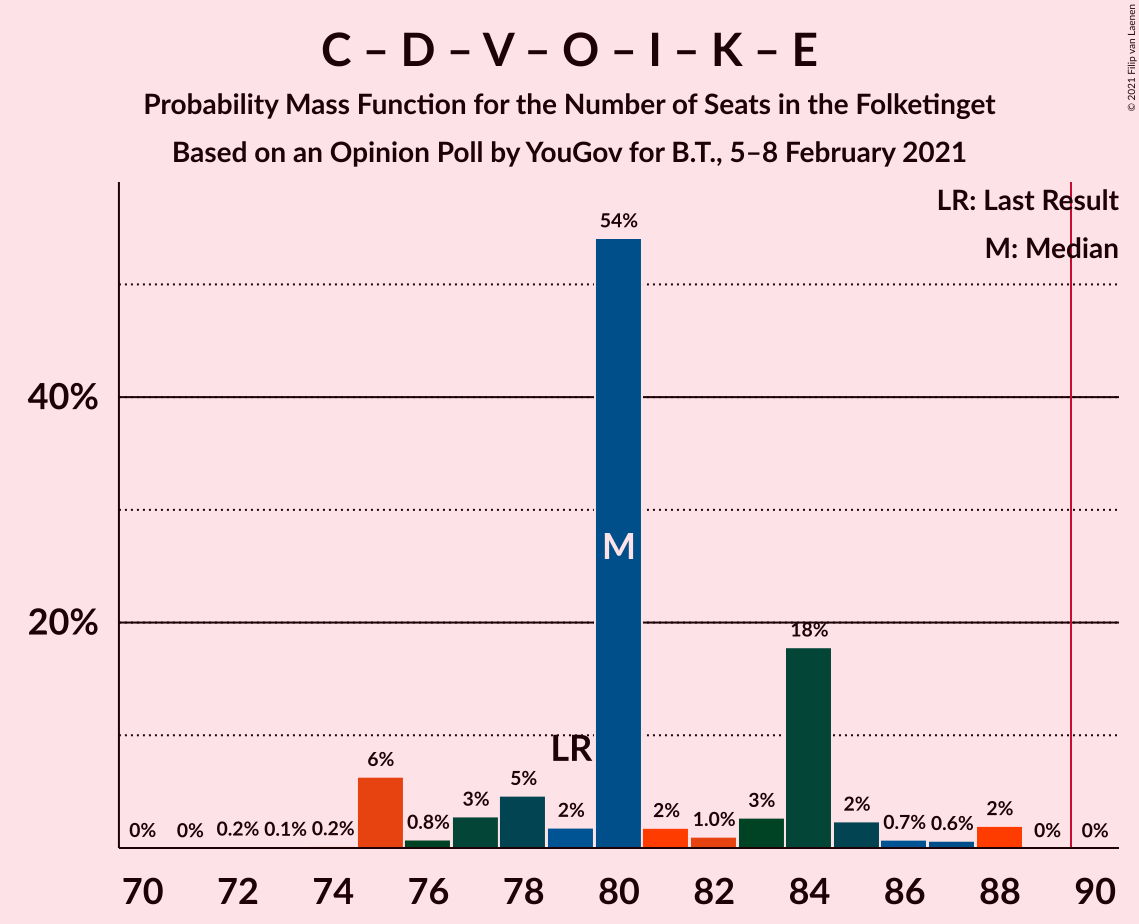 C – D – V – O – I – K – E
Probability Mass Function for the Number of Seats in the Folketinget
Based on an Opinion Poll by YouGov for B.T., 5–8 February 2021
© 2021 Filip van Laenen
LR: Last Result
M: Median
40%
20%
0% 0% 0.2% 0.1% 0.2% 6% 0.8% 3% 5% 2% 54% 2% 1.0% 3% 18% 2% 0.7% 0.6% 2% 0% 0%
LR
M
70 72 74 76 78 80 82 84 86 88 90